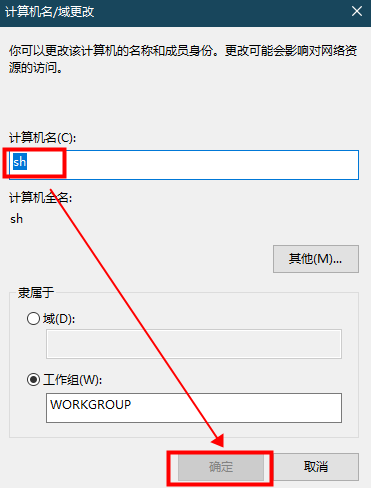 计算机名/域更改
你可以更改该计算机的名称和成员身份。更改可能会影响对网络资
源的访问。
计算机名(C):
sh
计算机全名:
sh
其他(M)...
隶属于
域(D):
工作组(W):
WORKGROUP
确定
取消